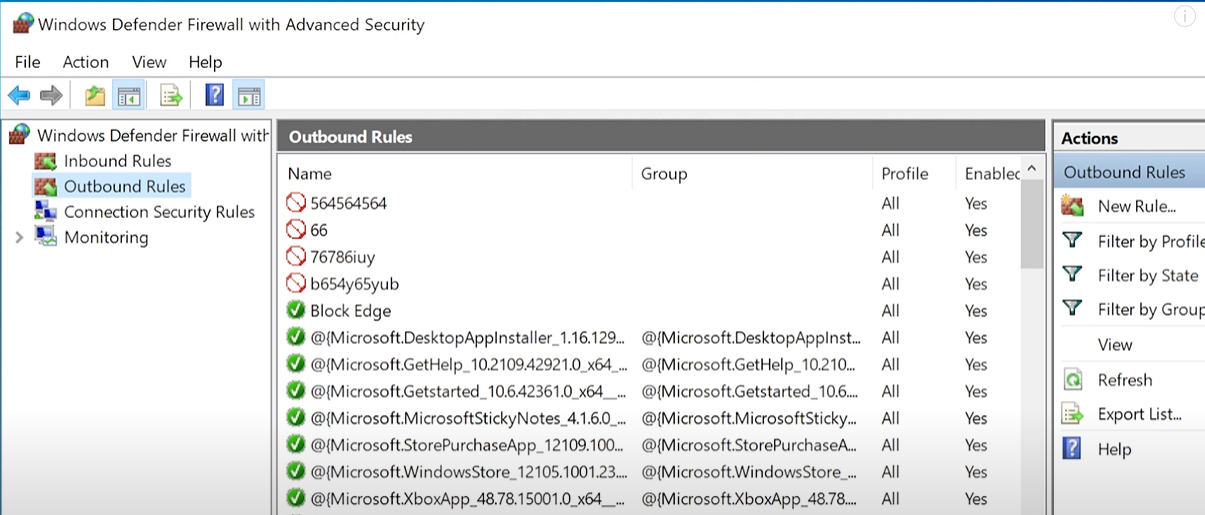 Windows Defender Firewall with Advanced Security
File Action View Help
Windows Defender Firewall with
Inbound Rules
Outbound Rules
Connection Security Rules
Monitoring
Outbound Rules
Name Group Profile Enabled
564564564 All Yes
66 All Yes
76786iuy All Yes
b654y65yub All Yes
Block Edge All Yes
@{Microsoft.DesktopAppInstaller_1.16.129... @{Microsoft.DesktopAppInst... All Yes
@{Microsoft.GetHelp_10.2109.42921.0_x64_... @{Microsoft.GetHelp_10.210... All Yes
@{Microsoft.Getstarted_10.6.42361.0_x64__... @{Microsoft.Getstarted_10.6.... All Yes
@{Microsoft.MicrosoftStickyNotes_4.1.6.0_... @{Microsoft.MicrosoftSticky... All Yes
@{Microsoft.StorePurchaseApp_12109.100... @{Microsoft.StorePurchaseA... All Yes
@{Microsoft.WindowsStore_12105.1001.23.... @{Microsoft.WindowsStore_... All Yes
@{Microsoft.XboxApp_48.78.15001.0_x64__... @{Microsoft.XboxApp_48.78.... All Yes
Actions
Outbound Rules
New Rule...
Filter by Profile
Filter by State
Filter by Group
View
Refresh
Export List...
Help